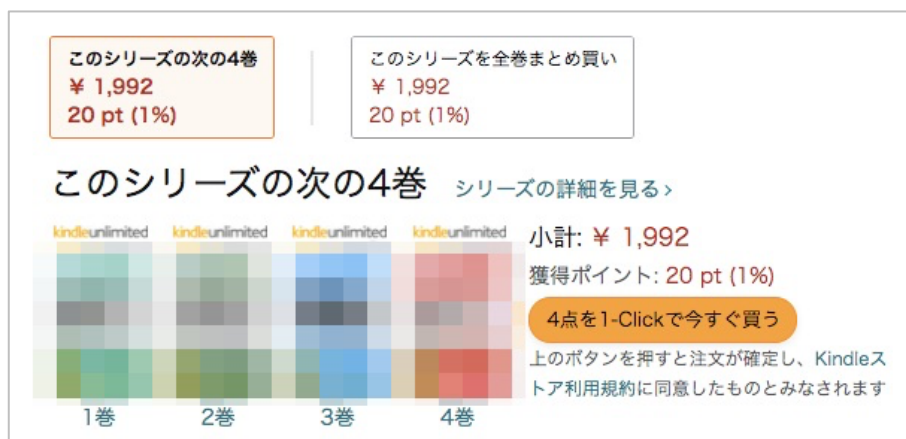 このシリーズの次の4巻
¥ 1,992
20 pt (1%)
このシリーズを全巻まとめ買い
¥ 1,992
20 pt (1%)
このシリーズの次の4巻 シリーズの詳細を見る›
kindleunlimited kindleunlimited kindleunlimited kindleunlimited
小計: ¥ 1,992
獲得ポイント: 20 pt (1%)
4点を1-Clickで今すぐ買う
上のボタンを押すと注文が確定し、Kindleス
トア利用規約に同意したものとみなされます
1巻 2巻 3巻 4巻